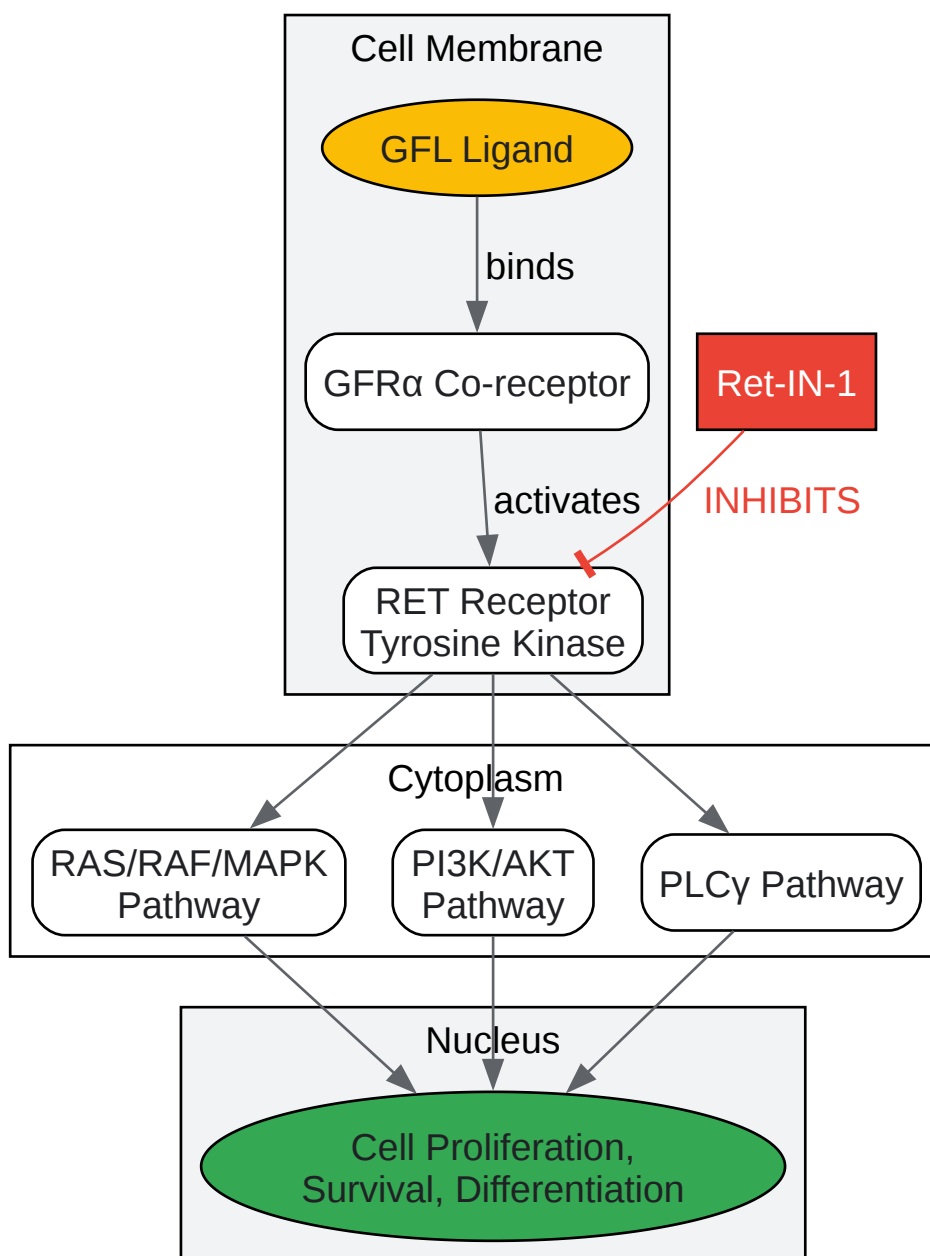 Cell Membrane
GFL Ligand
binds
GFRα Co-receptor
Ret-IN-1
activates
INHIBITS
RET Receptor
Tyrosine Kinase
Cytoplasm
RAS/RAF/MAPK
Pathway
PI3K/AKT
Pathway
PLCγ Pathway
Nucleus
Cell Proliferation,
Survival, Differentiation